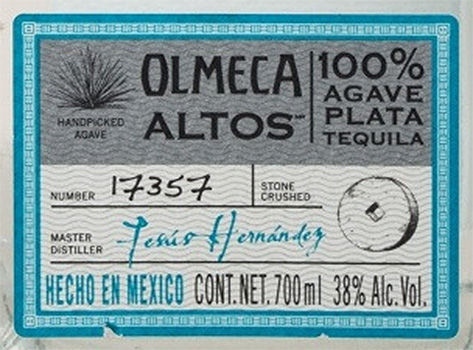 OLMECA
ALTOS
100%
AGAVE
PLATA
TEQUILA
HANDPICKED
AGAVE
NUMBER 17357
STONE
CRUSHED
MASTER
DISTILLER
Jesús Hernández
HECHO EN MEXICO CONT. NET. 700ml 38% Alc. Vol.